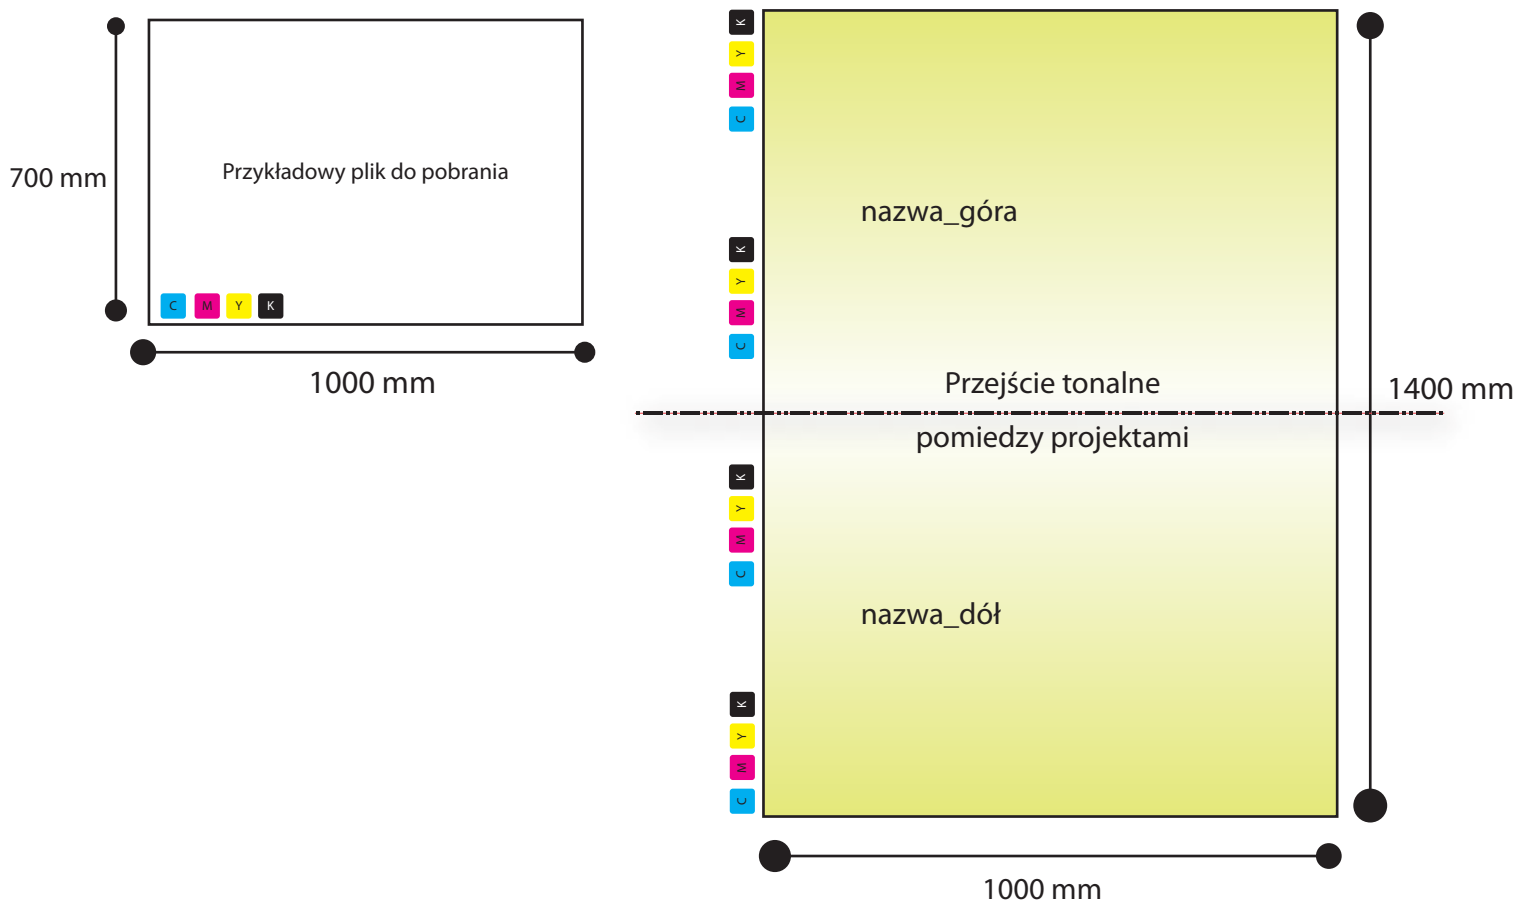 700 mm
Przykładowy plik do pobrania
C M Y K
1000 mm
K
Y
M
C
nazwa_góra
K
Y
M
C
Przejście tonalne
1400 mm
pomiedzy projektami
K
Y
M
C
nazwa_dół
K
Y
M
C
1000 mm